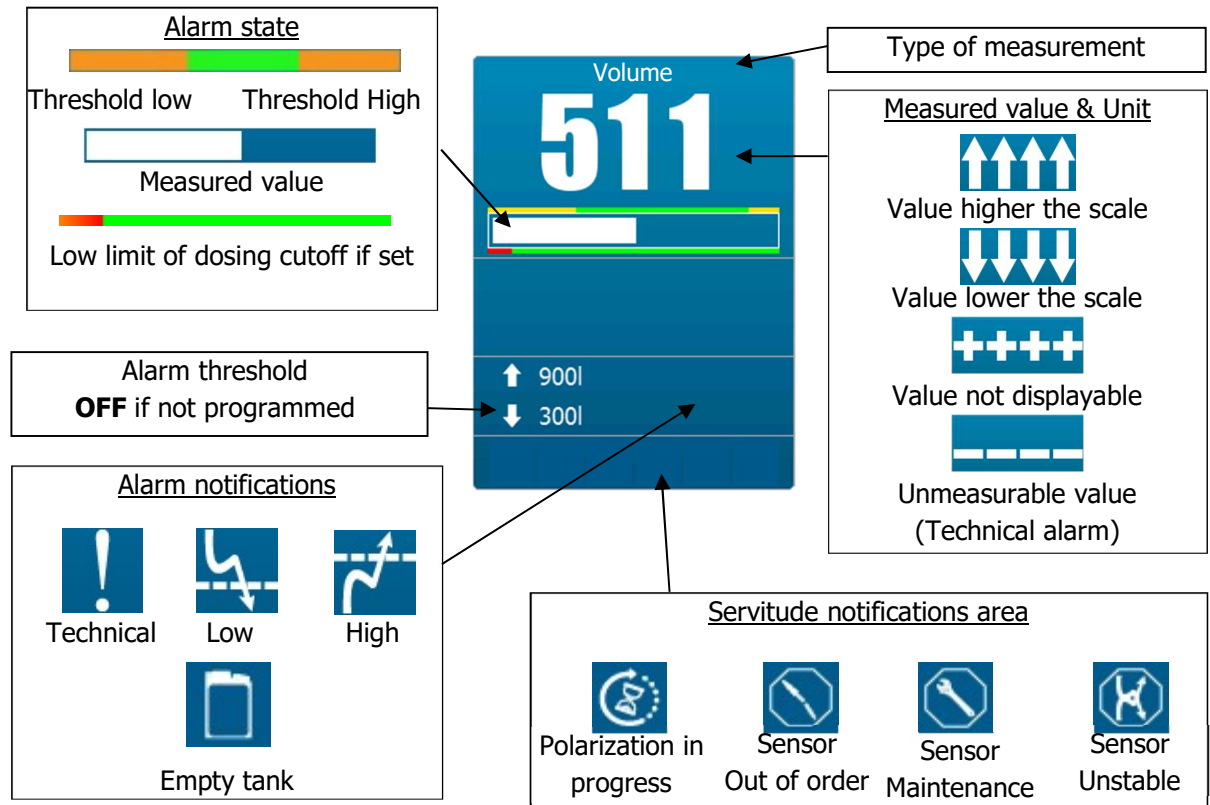 Alarm state
Threshold low Threshold High
Measured value
Low limit of dosing cutoff if set
Alarm threshold
OFF if not programmed
Alarm notifications
Technical Low High
Empty tank
Volume
511
900l
300l
Type of measurement
Measured value & Unit
Value higher the scale
Value lower the scale
Value not displayable
Unmeasurable value
(Technical alarm)
Servitude notifications area
Polarization in
progress
Sensor
Out of order
Sensor
Maintenance
Sensor
Unstable